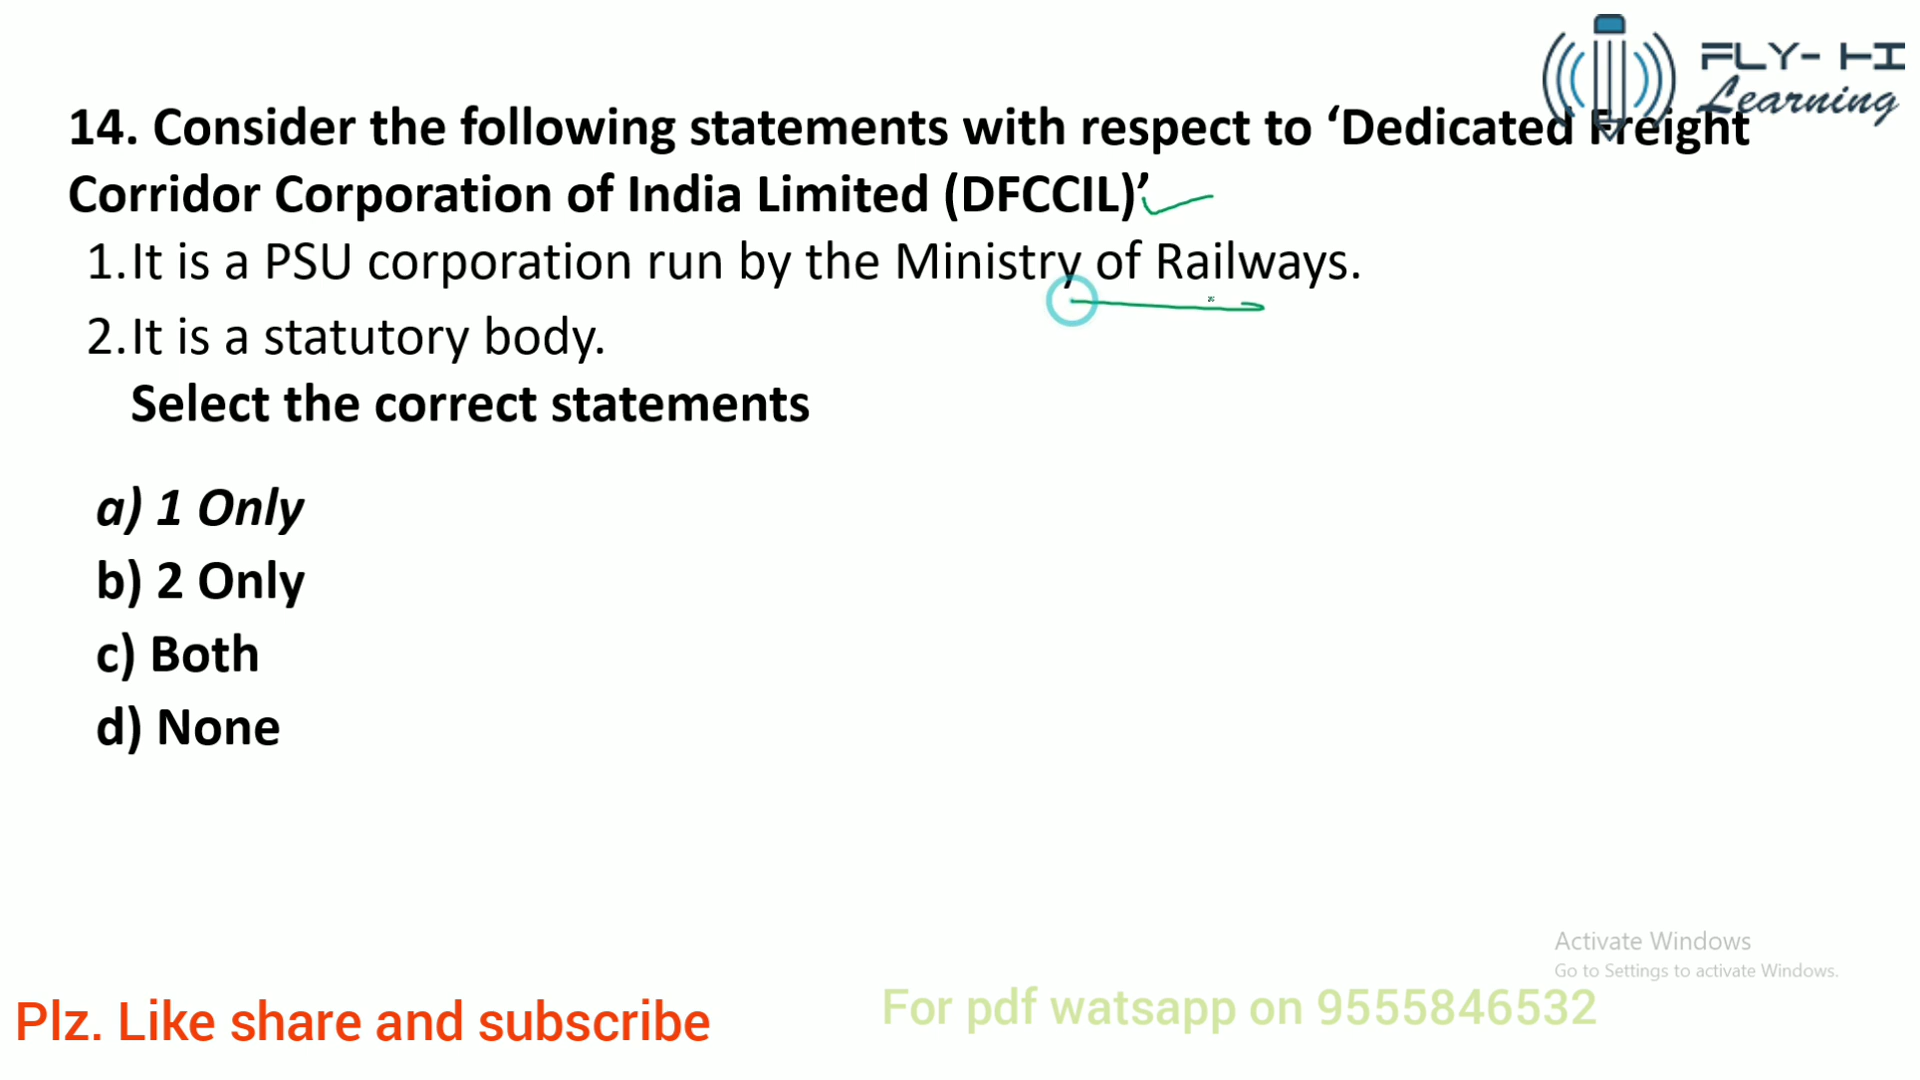 FLY-HI
Learning
14. Consider the following statements with respect to ‘Dedicated Freight
Corridor Corporation of India Limited (DFCCIL)’
1.It is a PSU corporation run by the Ministry of Railways.
2.It is a statutory body.
Select the correct statements
a) 1 Only
b) 2 Only
c) Both
d) None
Activate Windows
Go to Settings to activate Windows.
Plz. Like share and subscribe
For pdf watsapp on 9555846532